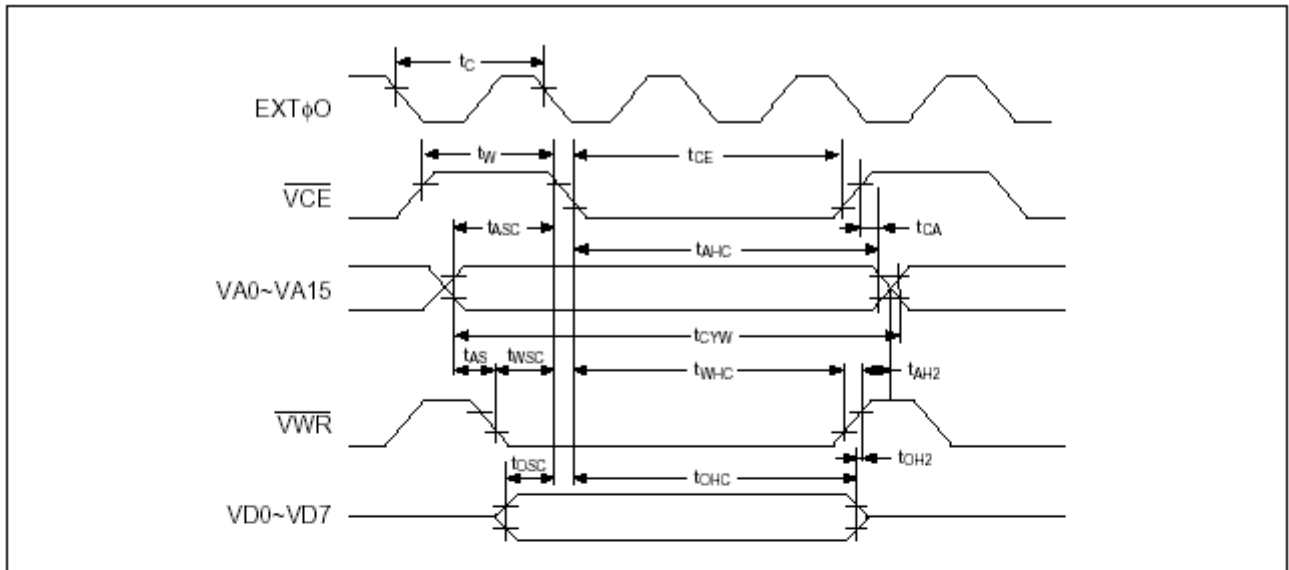 tC
EXTϕO
tW
tCE
VCE
tASC
tCA
tAHC
VA0~VA15
tCYW
tAS
tWSC
tWHC
tAH2
VWR
tDSC
tOH2
tOHC
VD0~VD7